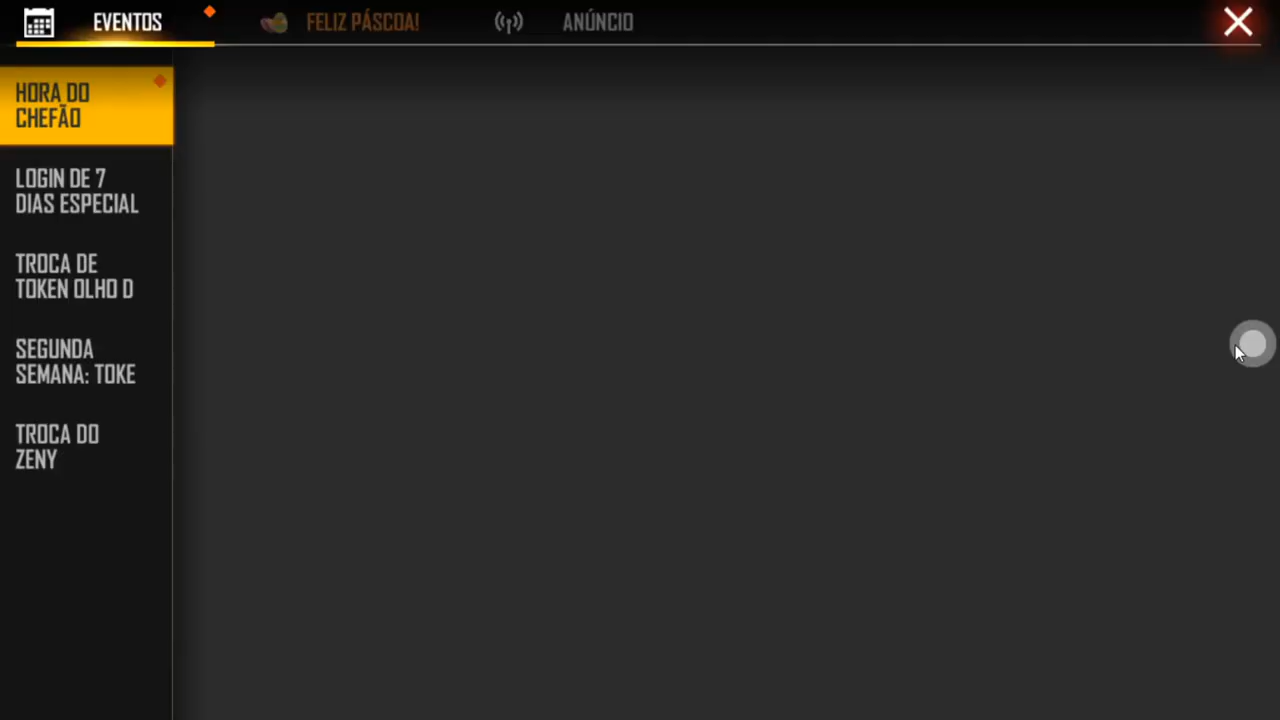 EVENTOS
FELIZ PÁSCOA!
ANÚNCIO
HORA DO
CHEFÃO
LOGIN DE 7
DIAS ESPECIAL
TROCA DE
TOKEN OLHO D
SEGUNDA
SEMANA: TOKE
TROCA DO
ZENY